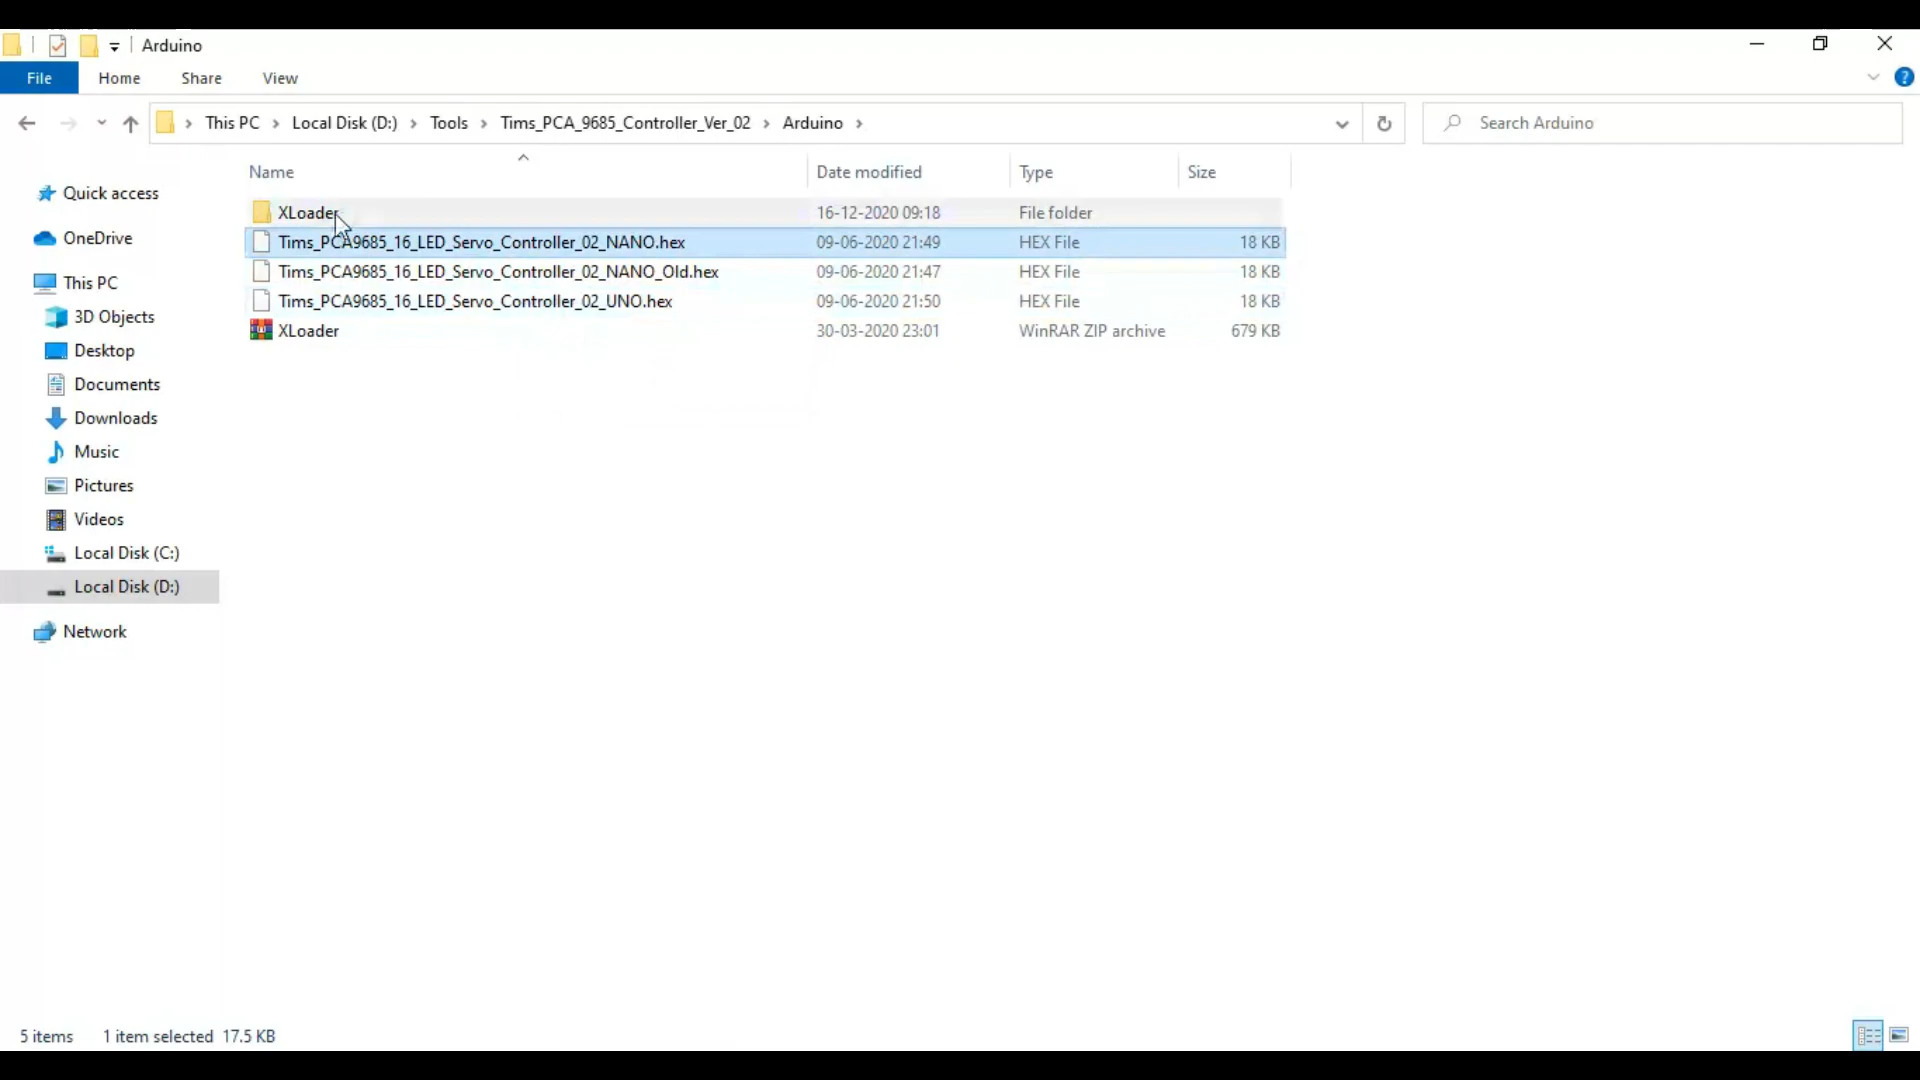 Arduino
File Home Share View
This PC Local Disk (D:) Tools Tims_PCA_9685_Controller_Ver_02 Arduino
Search Arduino
Name Date modified Type Size
XLoader 16-12-2020 09:18 File folder
Tims_PCA9685_16_LED_Servo_Controller_02_NANO.hex 09-06-2020 21:49 HEX File 18 KB
Tims_PCA9685_16_LED_Servo_Controller_02_NANO_Old.hex 09-06-2020 21:47 HEX File 18 KB
Tims_PCA9685_16_LED_Servo_Controller_02_UNO.hex 09-06-2020 21:50 HEX File 18 KB
XLoader 30-03-2020 23:01 WinRAR ZIP archive 679 KB
Quick access
OneDrive
This PC
3D Objects
Desktop
Documents
Downloads
Music
Pictures
Videos
Local Disk (C:)
Local Disk (D:)
Network
5 items 1 item selected 17.5 KB